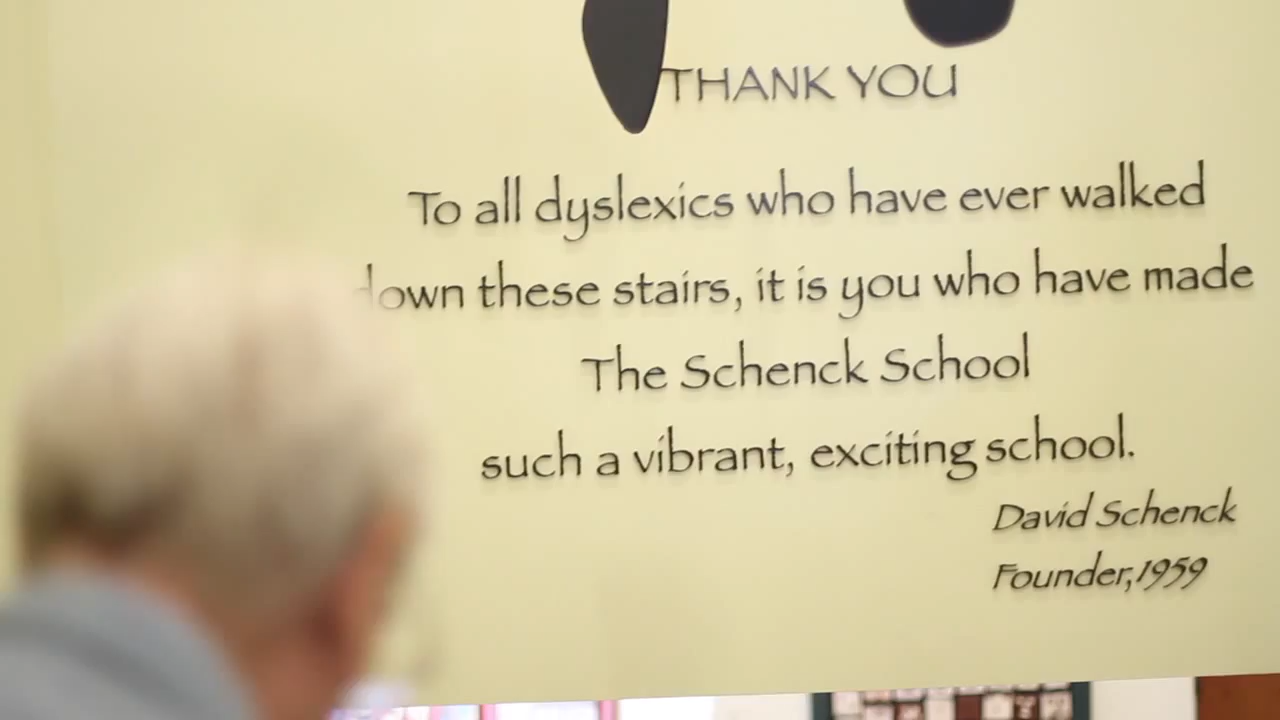 THANK YOU
To all dyslexics who have ever walked
down these stairs, it is you who have made
The Schenck School
such a vibrant, exciting school.
David Schenck
Founder, 1959